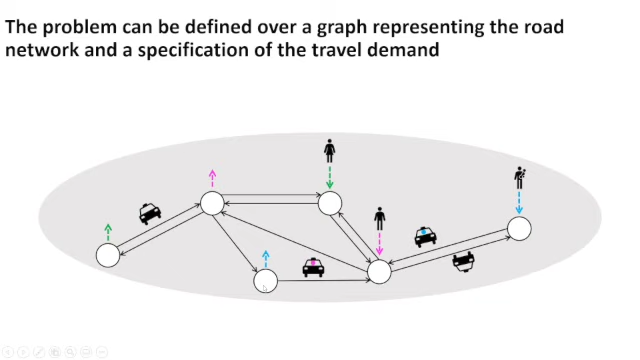 The problem can be defined over a graph representing the road
network and a specification of the travel demand